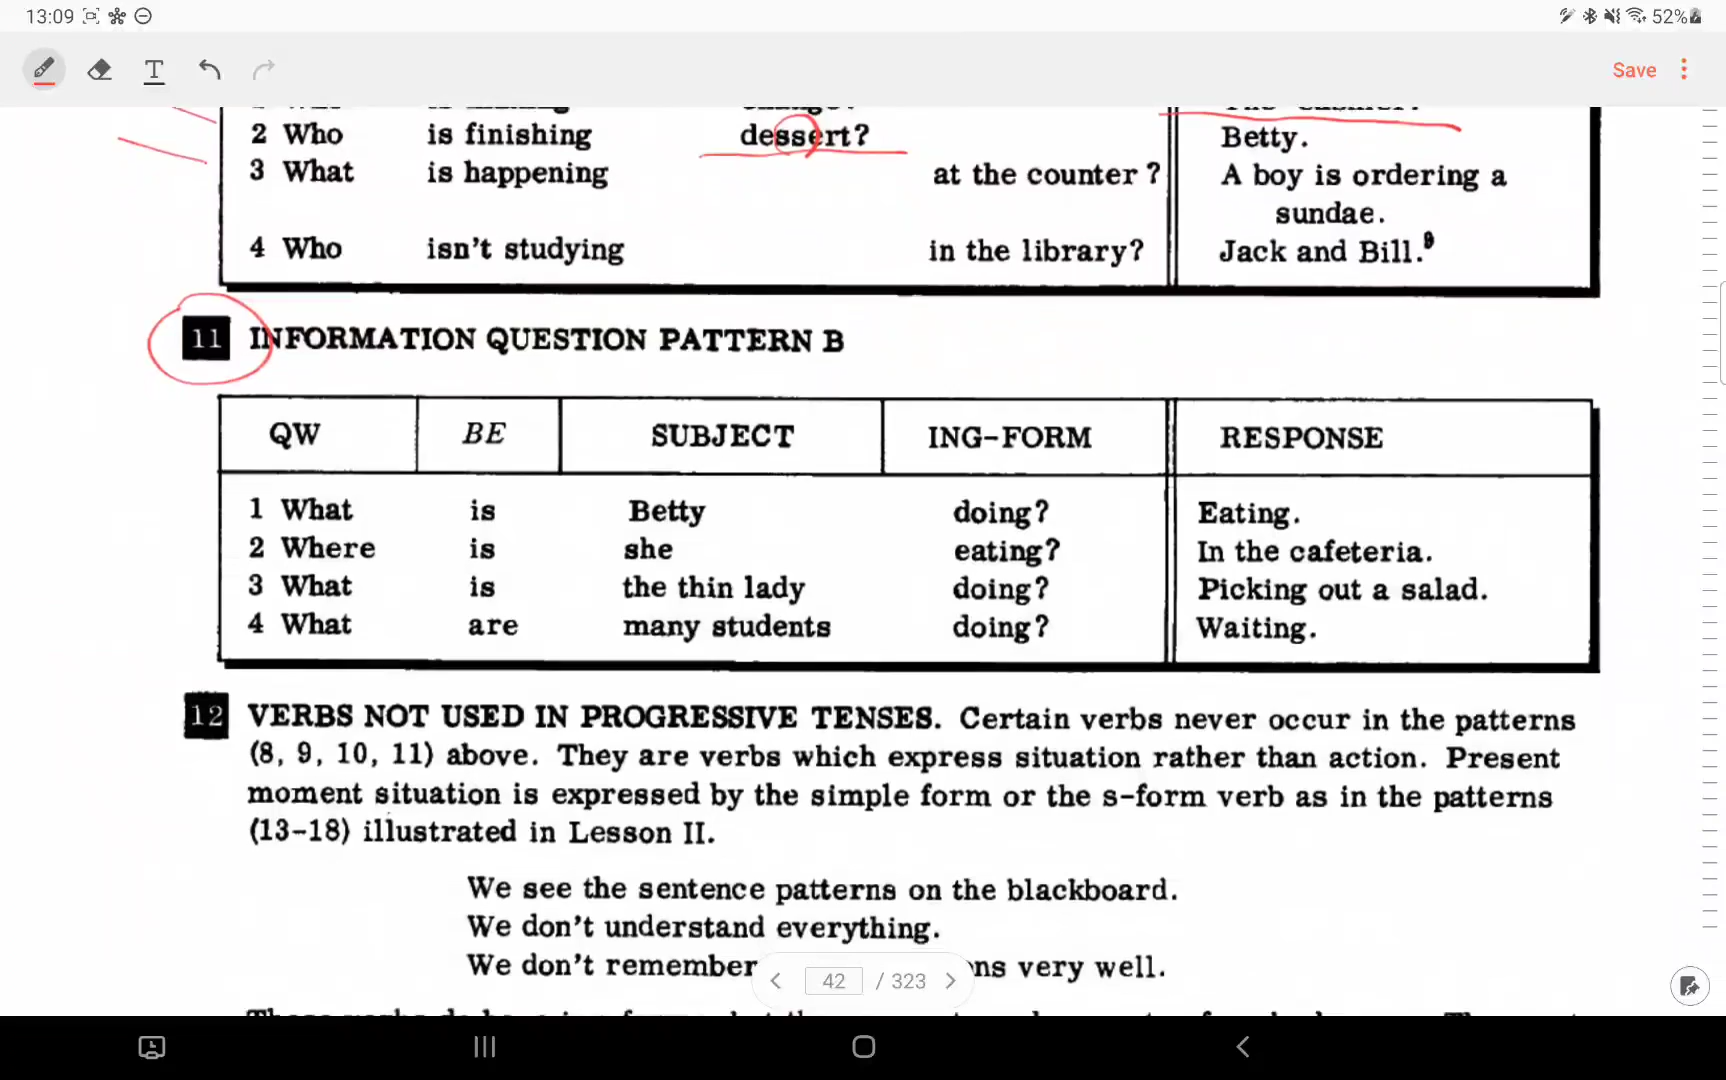 13:09 52%
T Save
2 Who is finishing dessert? Betty.
3 What is happening at the counter? A boy is ordering a
sundae.
4 Who isn't studying in the library? Jack and Bill.9
11 INFORMATION QUESTION PATTERN B
QW BE SUBJECT ING-FORM RESPONSE
1 What is Betty doing? Eating.
2 Where is she eating? In the cafeteria.
3 What is the thin lady doing? Picking out a salad.
4 What are many students doing? Waiting.
12 VERBS NOT USED IN PROGRESSIVE TENSES. Certain verbs never occur in the patterns
(8, 9, 10, 11) above. They are verbs which express situation rather than action. Present
moment situation is expressed by the simple form or the s-form verb as in the patterns
(13-18) illustrated in Lesson II.
We see the sentence patterns on the blackboard.
We don't understand everything.
We don't remember ns very well.
42 / 323